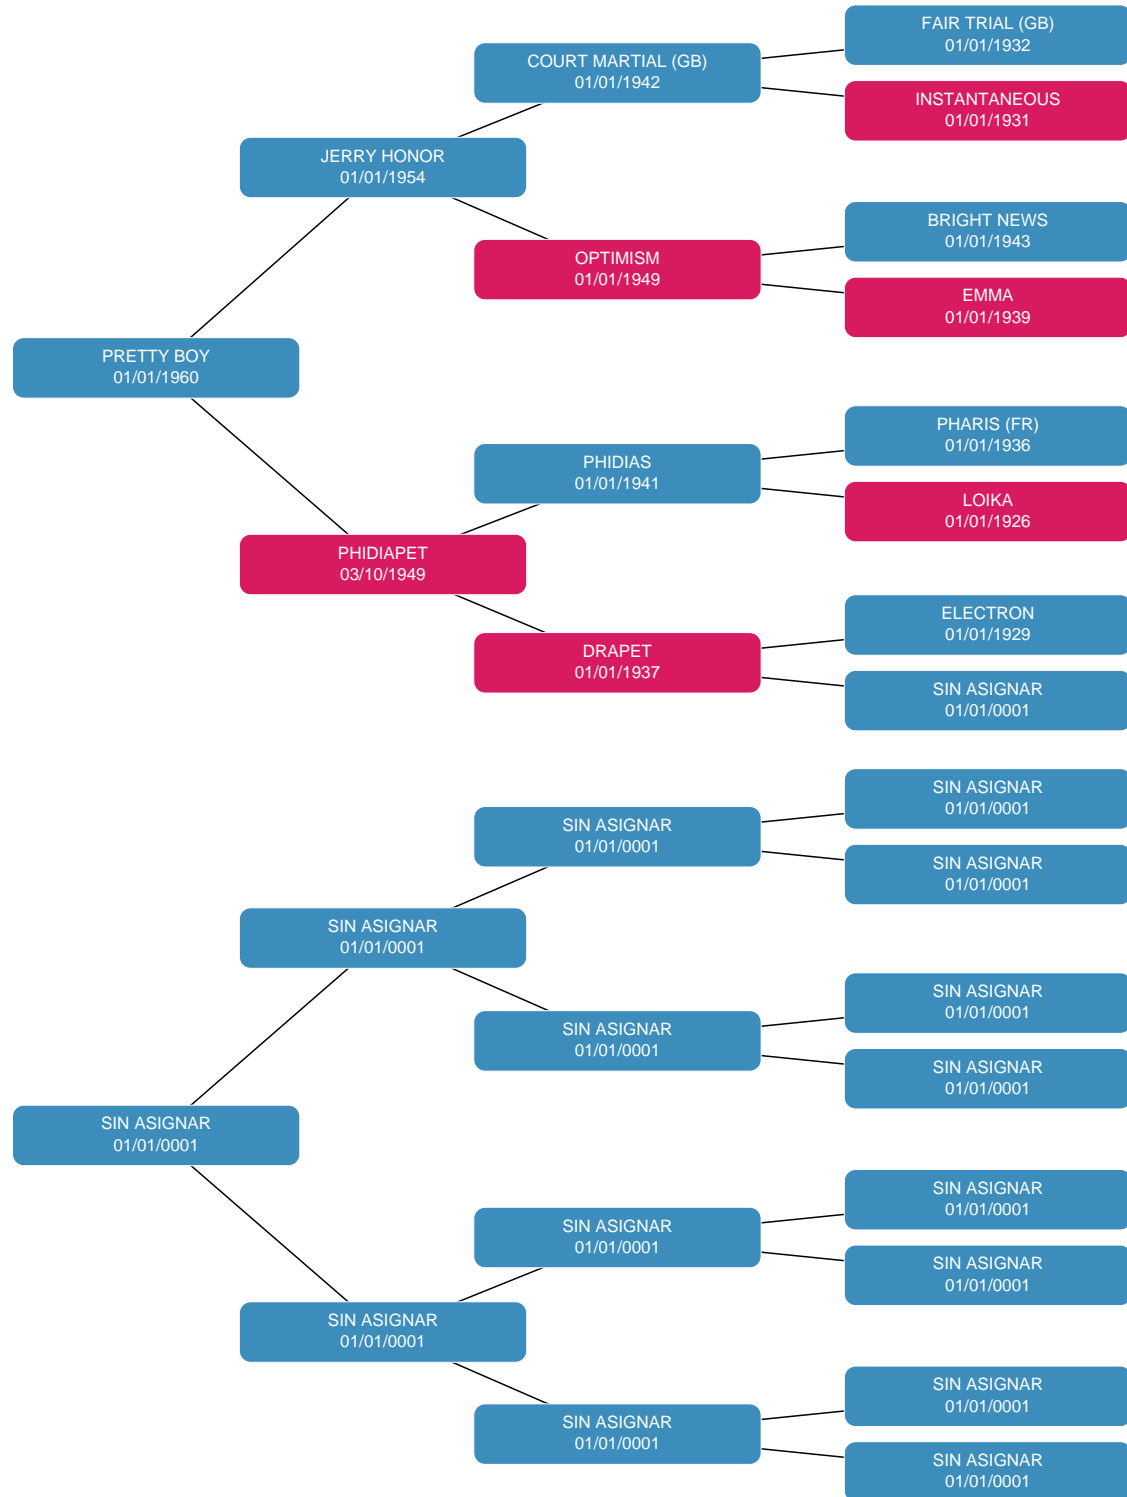 FAIR TRIAL (GB)
01/01/1932
COURT MARTIAL (GB)
01/01/1942
INSTANTANEOUS
01/01/1931
JERRY HONOR
01/01/1954
BRIGHT NEWS
01/01/1943
OPTIMISM
01/01/1949
EMMA
01/01/1939
PRETTY BOY
01/01/1960
PHARIS (FR)
01/01/1936
PHIDIAS
01/01/1941
LOIKA
01/01/1926
PHIDIAPET
03/10/1949
ELECTRON
01/01/1929
DRAPET
01/01/1937
SIN ASIGNAR
01/01/0001
SIN ASIGNAR
01/01/0001
SIN ASIGNAR
01/01/0001
SIN ASIGNAR
01/01/0001
SIN ASIGNAR
01/01/0001
SIN ASIGNAR
01/01/0001
SIN ASIGNAR
01/01/0001
SIN ASIGNAR
01/01/0001
SIN ASIGNAR
01/01/0001
SIN ASIGNAR
01/01/0001
SIN ASIGNAR
01/01/0001
SIN ASIGNAR
01/01/0001
SIN ASIGNAR
01/01/0001
SIN ASIGNAR
01/01/0001
SIN ASIGNAR
01/01/0001
SIN ASIGNAR
01/01/0001